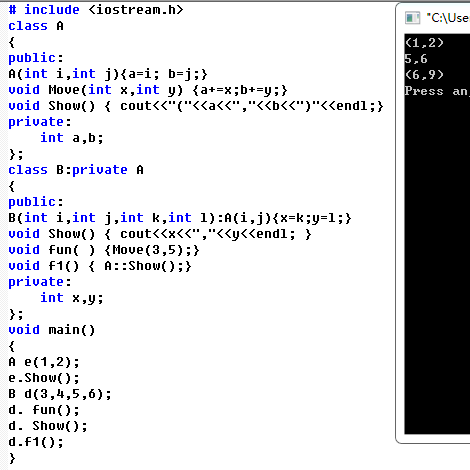 # include <iostream.h>
class A
{
public:
A(int i,int j){a=i; b=j;}
void Move(int x,int y) {a+=x;b+=y;}
void Show() { cout<<"("<<a<<","<<b<<")"<<endl;}
private:
    int a,b;
};
class B:private A
{
public:
B(int i,int j,int k,int l):A(i,j){x=k;y=l;}
void Show() { cout<<x<<","<<y<<endl; }
void fun( ) {Move(3,5);}
void f1() { A::Show();}
private:
    int x,y;
};
void main()
{
A e(1,2);
e.Show();
B d(3,4,5,6);
d. fun();
d. Show();
d.f1();
}
"C:\Use
(1,2)
5,6
(6,9)
Press an